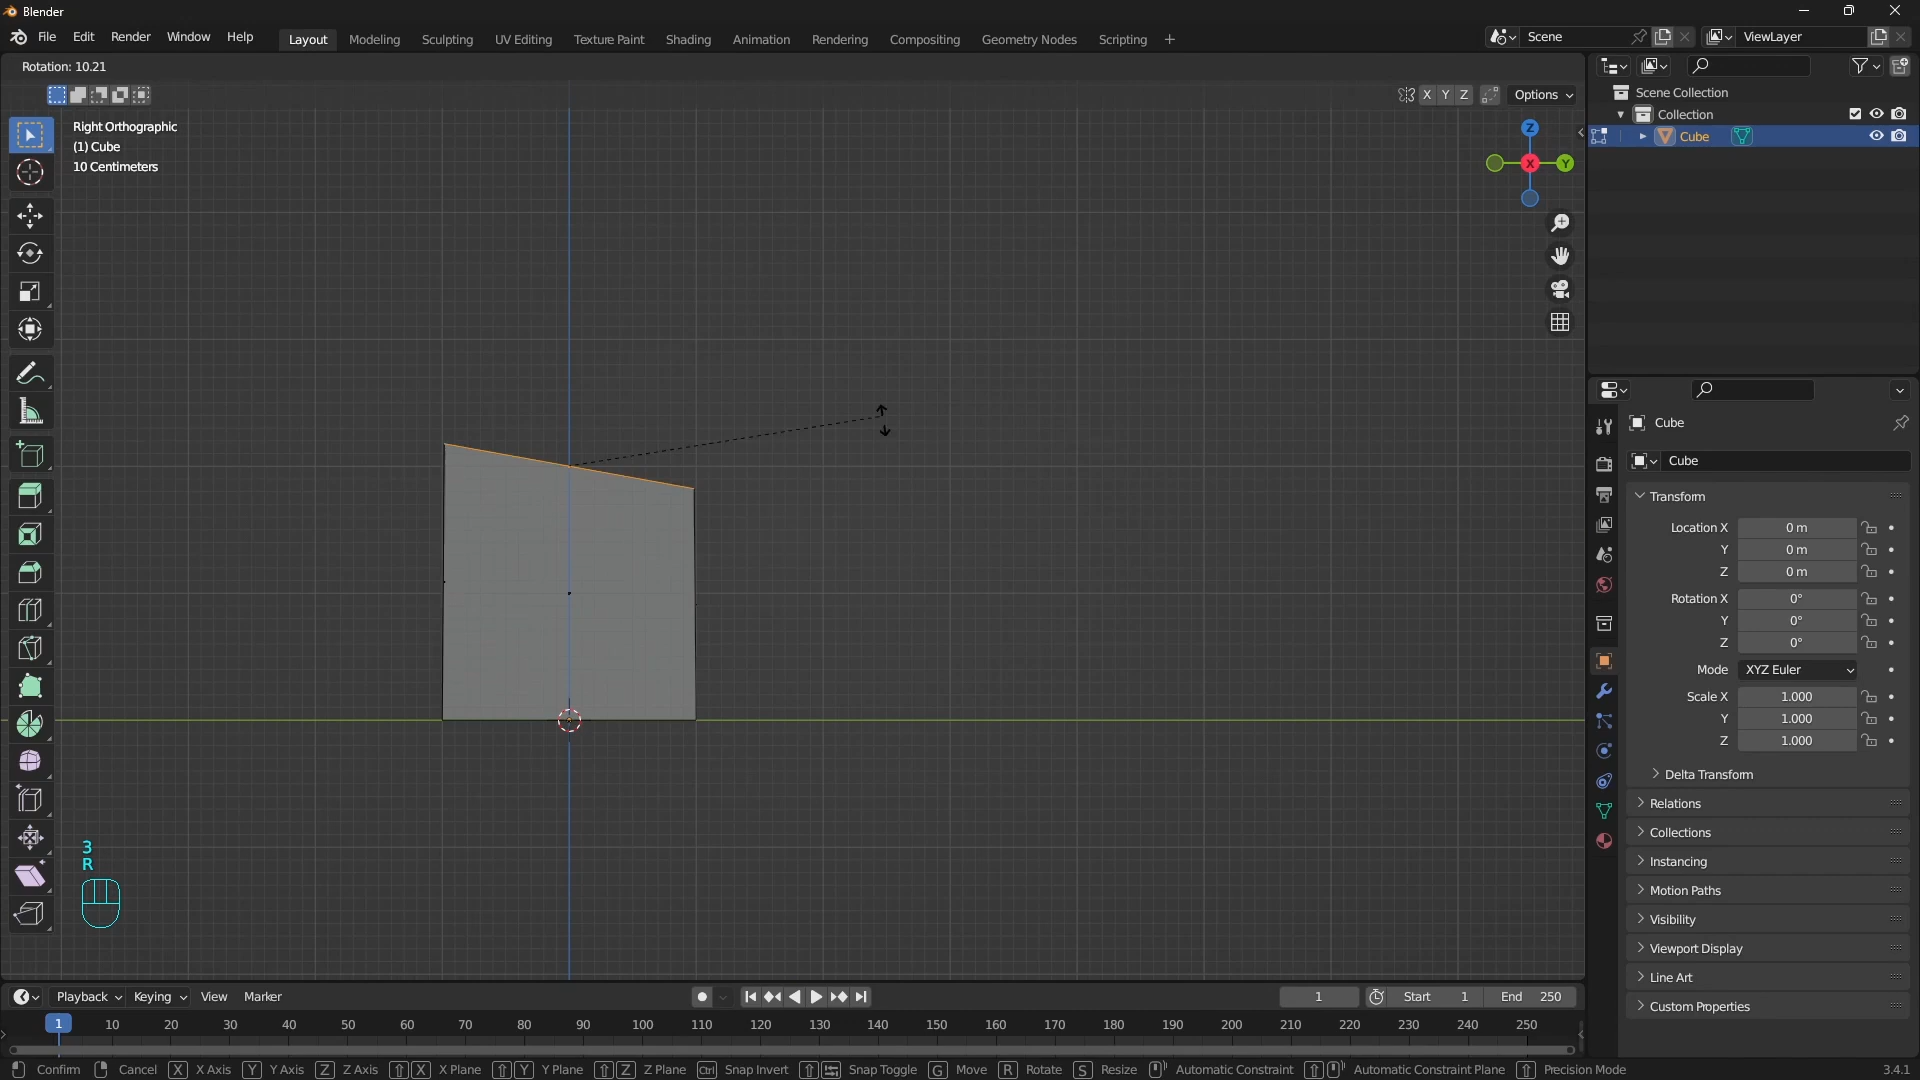 Blender
File Edit Render Window Help Layout Modeling Sculpting UV Editing Texture Paint Shading Animation Rendering Compositing Geometry Nodes Scripting + Scene ViewLayer
Rotation: 10.21
X Y Z Options
Right Orthographic
(1) Cube
10 Centimeters
Z
X Y
Scene Collection
Collection
Cube
Cube
Cube
Transform
Location X 0 m
Y 0 m
Z 0 m
Rotation X 0°
Y 0°
Z 0°
Mode XYZ Euler
Scale X 1.000
Y 1.000
Z 1.000
Delta Transform
Relations
Collections
Instancing
Motion Paths
Visibility
Viewport Display
Line Art
Custom Properties
3
R
Playback Keying View Marker 1 Start 1 End 250
1 10 20 30 40 50 60 70 80 90 100 110 120 130 140 150 160 170 180 190 200 210 220 230 240 250
Confirm Cancel X X Axis Y Y Axis Z Z Axis X X Plane Y Y Plane Z Z Plane Ctrl Snap Invert Snap Toggle G Move R Rotate S Resize Automatic Constraint Automatic Constraint Plane Precision Mode 3.4.1